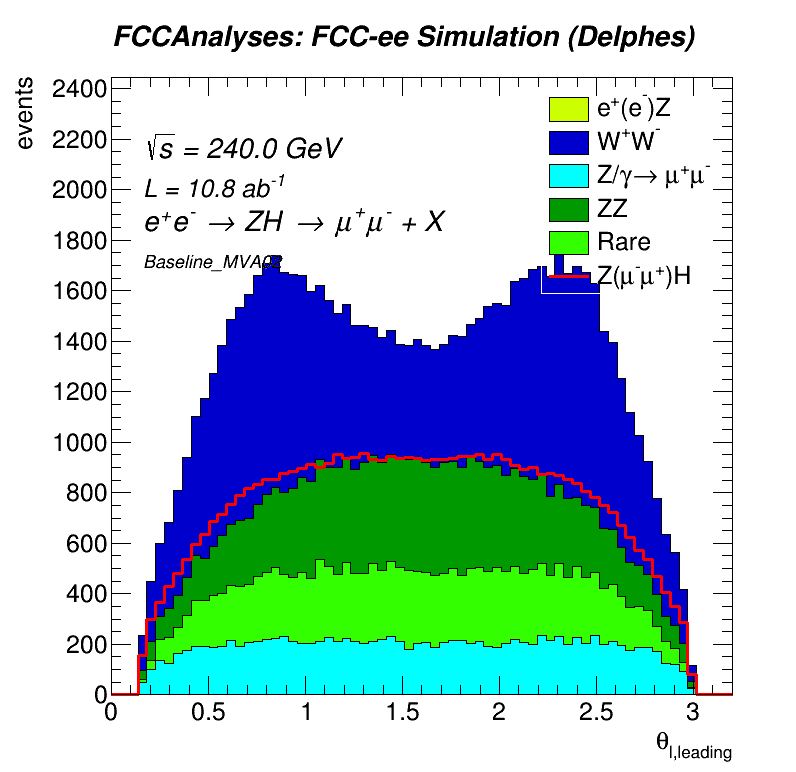 FCCAnalyses: FCC-ee Simulation (Delphes)
events
2400
2200
2000
1800
1600
1400
1200
1000
800
600
400
200
0
√s = 240.0 GeV
L = 10.8 ab⁻¹
e⁺e⁻ → ZH → μ⁺μ⁻ + X
Baseline_MVA02
e⁺(e⁻)Z
W⁺W⁻
Z/γ→ μ⁺μ⁻
ZZ
Rare
Z(μ⁻μ⁺)H
0 0.5 1 1.5 2 2.5 3
θl,leading